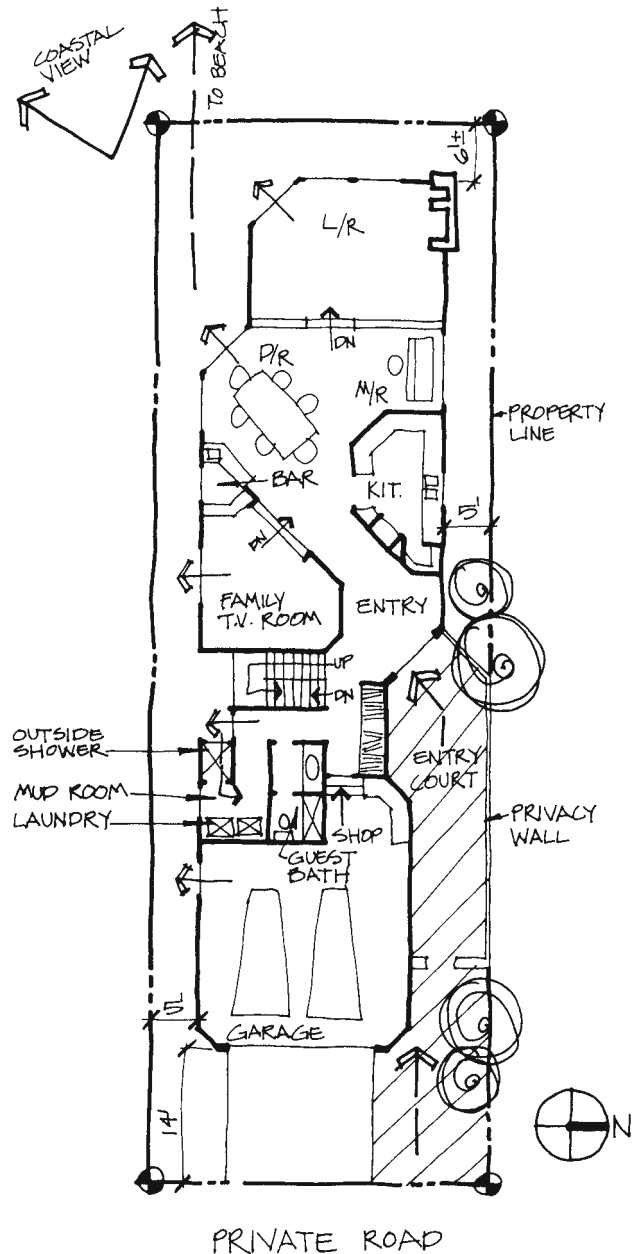 COASTAL
VIEW
TO BEACH
6'±
L/R
DN
D/R
M/R
PROPERTY
LINE
BAR
KIT.
5'
DN
FAMILY
T.V. ROOM
ENTRY
UP
DN
OUTSIDE
SHOWER
ENTRY
COURT
MUD ROOM
LAUNDRY
PRIVACY
WALL
SHOP
GUEST
BATH
5'
GARAGE
14'
N
PRIVATE ROAD